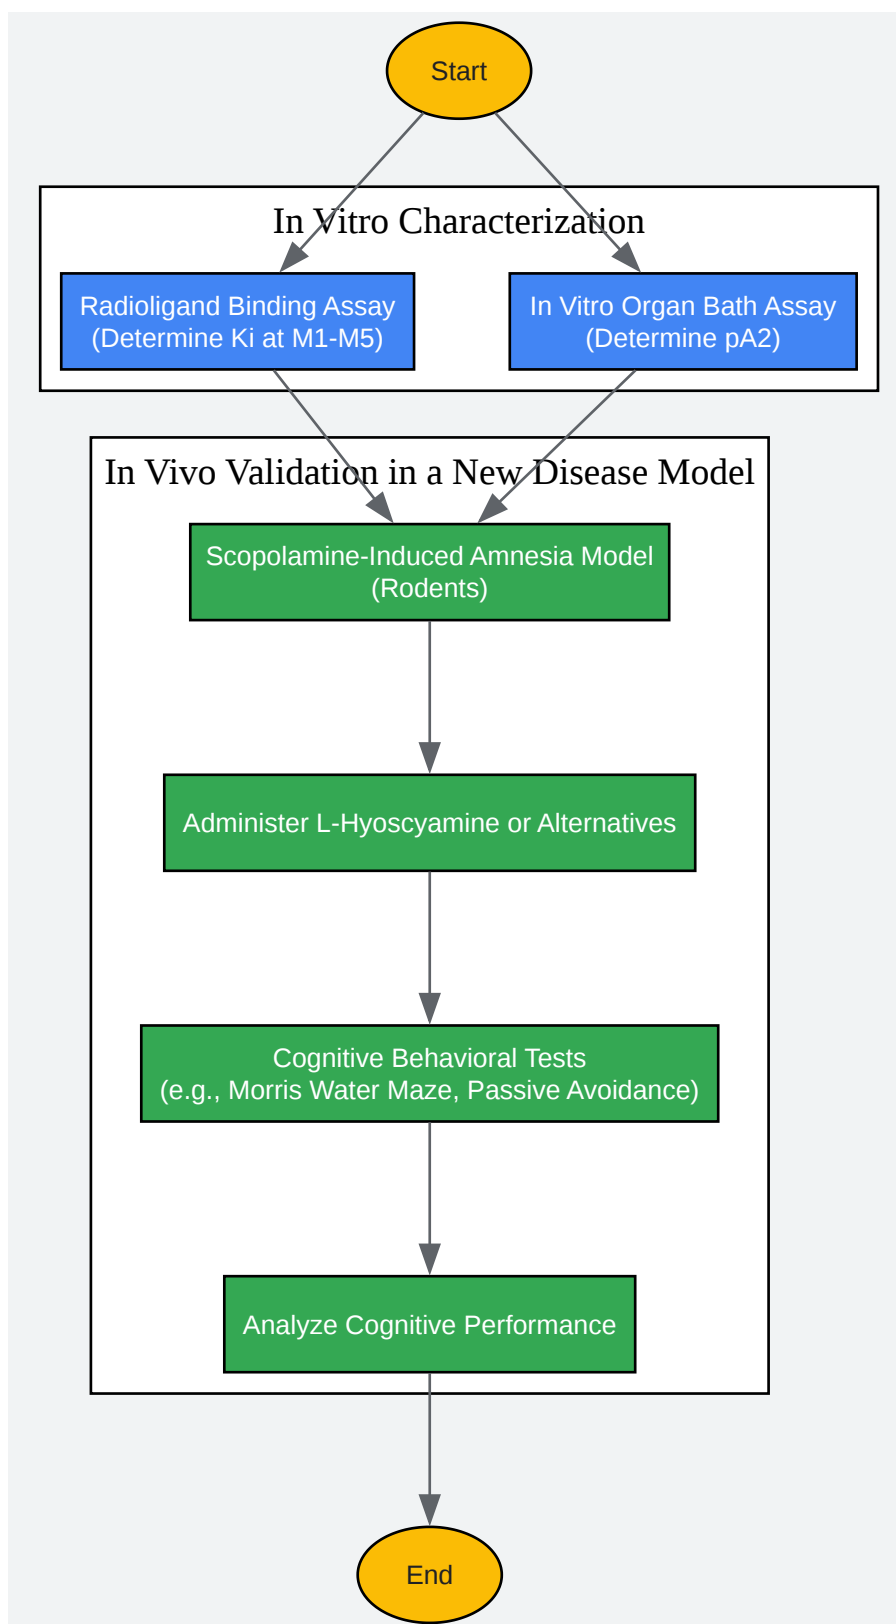 Start
In Vitro Characterization
Radioligand Binding Assay
(Determine Ki at M1-M5)
In Vitro Organ Bath Assay
(Determine pA2)
In Vivo Validation in a New Disease Model
Scopolamine-Induced Amnesia Model
(Rodents)
Administer L-Hyoscyamine or Alternatives
Cognitive Behavioral Tests
(e.g., Morris Water Maze, Passive Avoidance)
Analyze Cognitive Performance
End